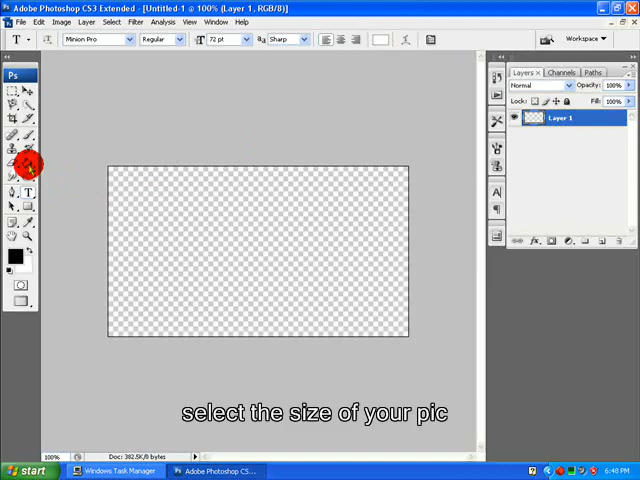 Adobe Photoshop CS3 Extended - [Untitled-1 @ 100% (Layer 1, RGB/8)]
File Edit Image Layer Select Filter Analysis View Window Help
T Minion Pro Regular 72 pt aa Sharp Workspace
Ps
Layers × Channels Paths
Normal Opacity: 100%
Lock: Fill: 100%
Layer 1
T
A
fx
select the size of your pic
100% Doc: 382.5K/0 bytes
start Windows Task Manager Adobe Photoshop CS... 6:48 PM